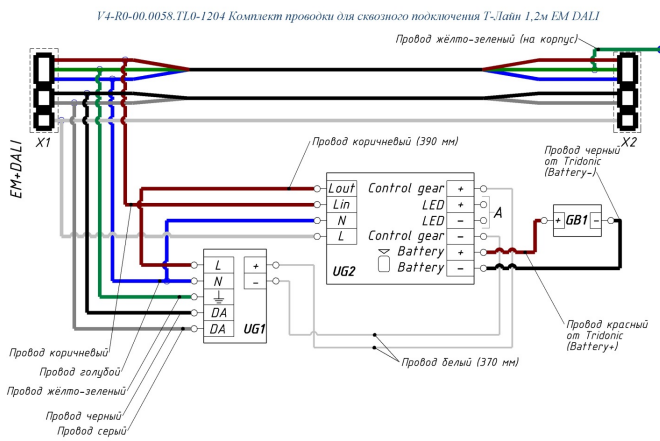 V4-R0-00.0058.TL0-1204 Комплект проводки для сквозного подключения Т-Лайн 1,2м EM DALI
Провод жёлто-зеленый (на корпус)
X1
X2
EM+DALI
Провод коричневый (390 мм)
Провод черный
от Tridonic
(Battery-)
Lout
Lin
N
L
Control gear +
LED +
LED -
Control gear -
Battery +
Battery -
A
UG2
+ GB1 -
L
N
DA
DA
+
-
UG1
Провод красный
от Tridonic
(Battery+)
Провод белый (370 мм)
Провод коричневый
Провод голубой
Провод жёлто-зеленый
Провод черный
Провод серый